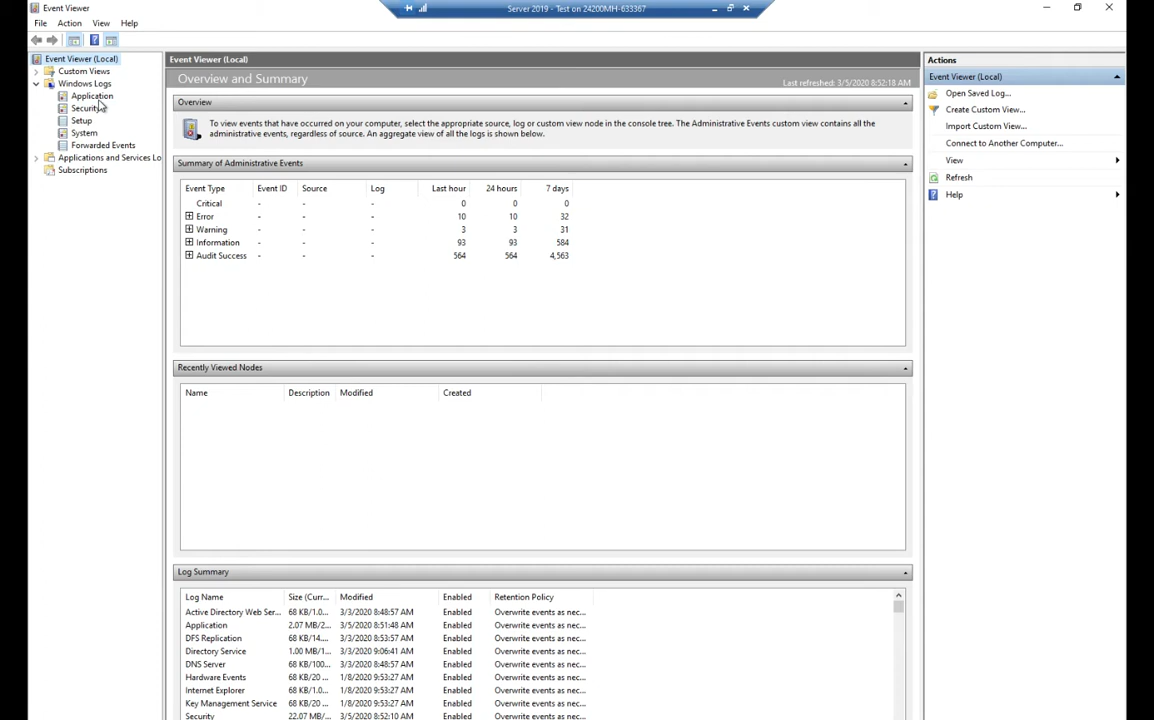 Event Viewer
Server 2019 - Test on 24200MH-633367
File Action View Help
Event Viewer (Local)
Custom Views
Windows Logs
Application
Security
Setup
System
Forwarded Events
Applications and Services Lo
Subscriptions
Event Viewer (Local)
Overview and Summary
Last refreshed: 3/5/2020 8:52:18 AM
Overview
To view events that have occurred on your computer, select the appropriate source, log or custom view node in the console tree. The Administrative Events custom view contains all the
administrative events, regardless of source. An aggregate view of all the logs is shown below.
Summary of Administrative Events
Event Type Event ID Source Log Last hour 24 hours 7 days
Critical - - - 0 0 0
Error - - - 10 10 32
Warning - - - 3 3 31
Information - - - 93 93 584
Audit Success - - - 564 564 4,563
Recently Viewed Nodes
Name Description Modified Created
Log Summary
Log Name Size (Curr... Modified Enabled Retention Policy
Active Directory Web Ser... 68 KB/1.0... 3/3/2020 8:48:57 AM Enabled Overwrite events as nec...
Application 2.07 MB/2... 3/5/2020 8:51:48 AM Enabled Overwrite events as nec...
DFS Replication 68 KB/14.... 3/3/2020 8:53:57 AM Enabled Overwrite events as nec...
Directory Service 1.00 MB/1... 3/3/2020 9:06:41 AM Enabled Overwrite events as nec...
DNS Server 68 KB/100... 3/3/2020 8:48:57 AM Enabled Overwrite events as nec...
Hardware Events 68 KB/20 ... 1/8/2020 9:53:27 AM Enabled Overwrite events as nec...
Internet Explorer 68 KB/1.0... 1/8/2020 9:53:27 AM Enabled Overwrite events as nec...
Key Management Service 68 KB/20 ... 1/8/2020 9:53:27 AM Enabled Overwrite events as nec...
Security 22.07 MB/... 3/5/2020 8:52:10 AM Enabled Overwrite events as nec...
Actions
Event Viewer (Local)
Open Saved Log...
Create Custom View...
Import Custom View...
Connect to Another Computer...
View
Refresh
Help